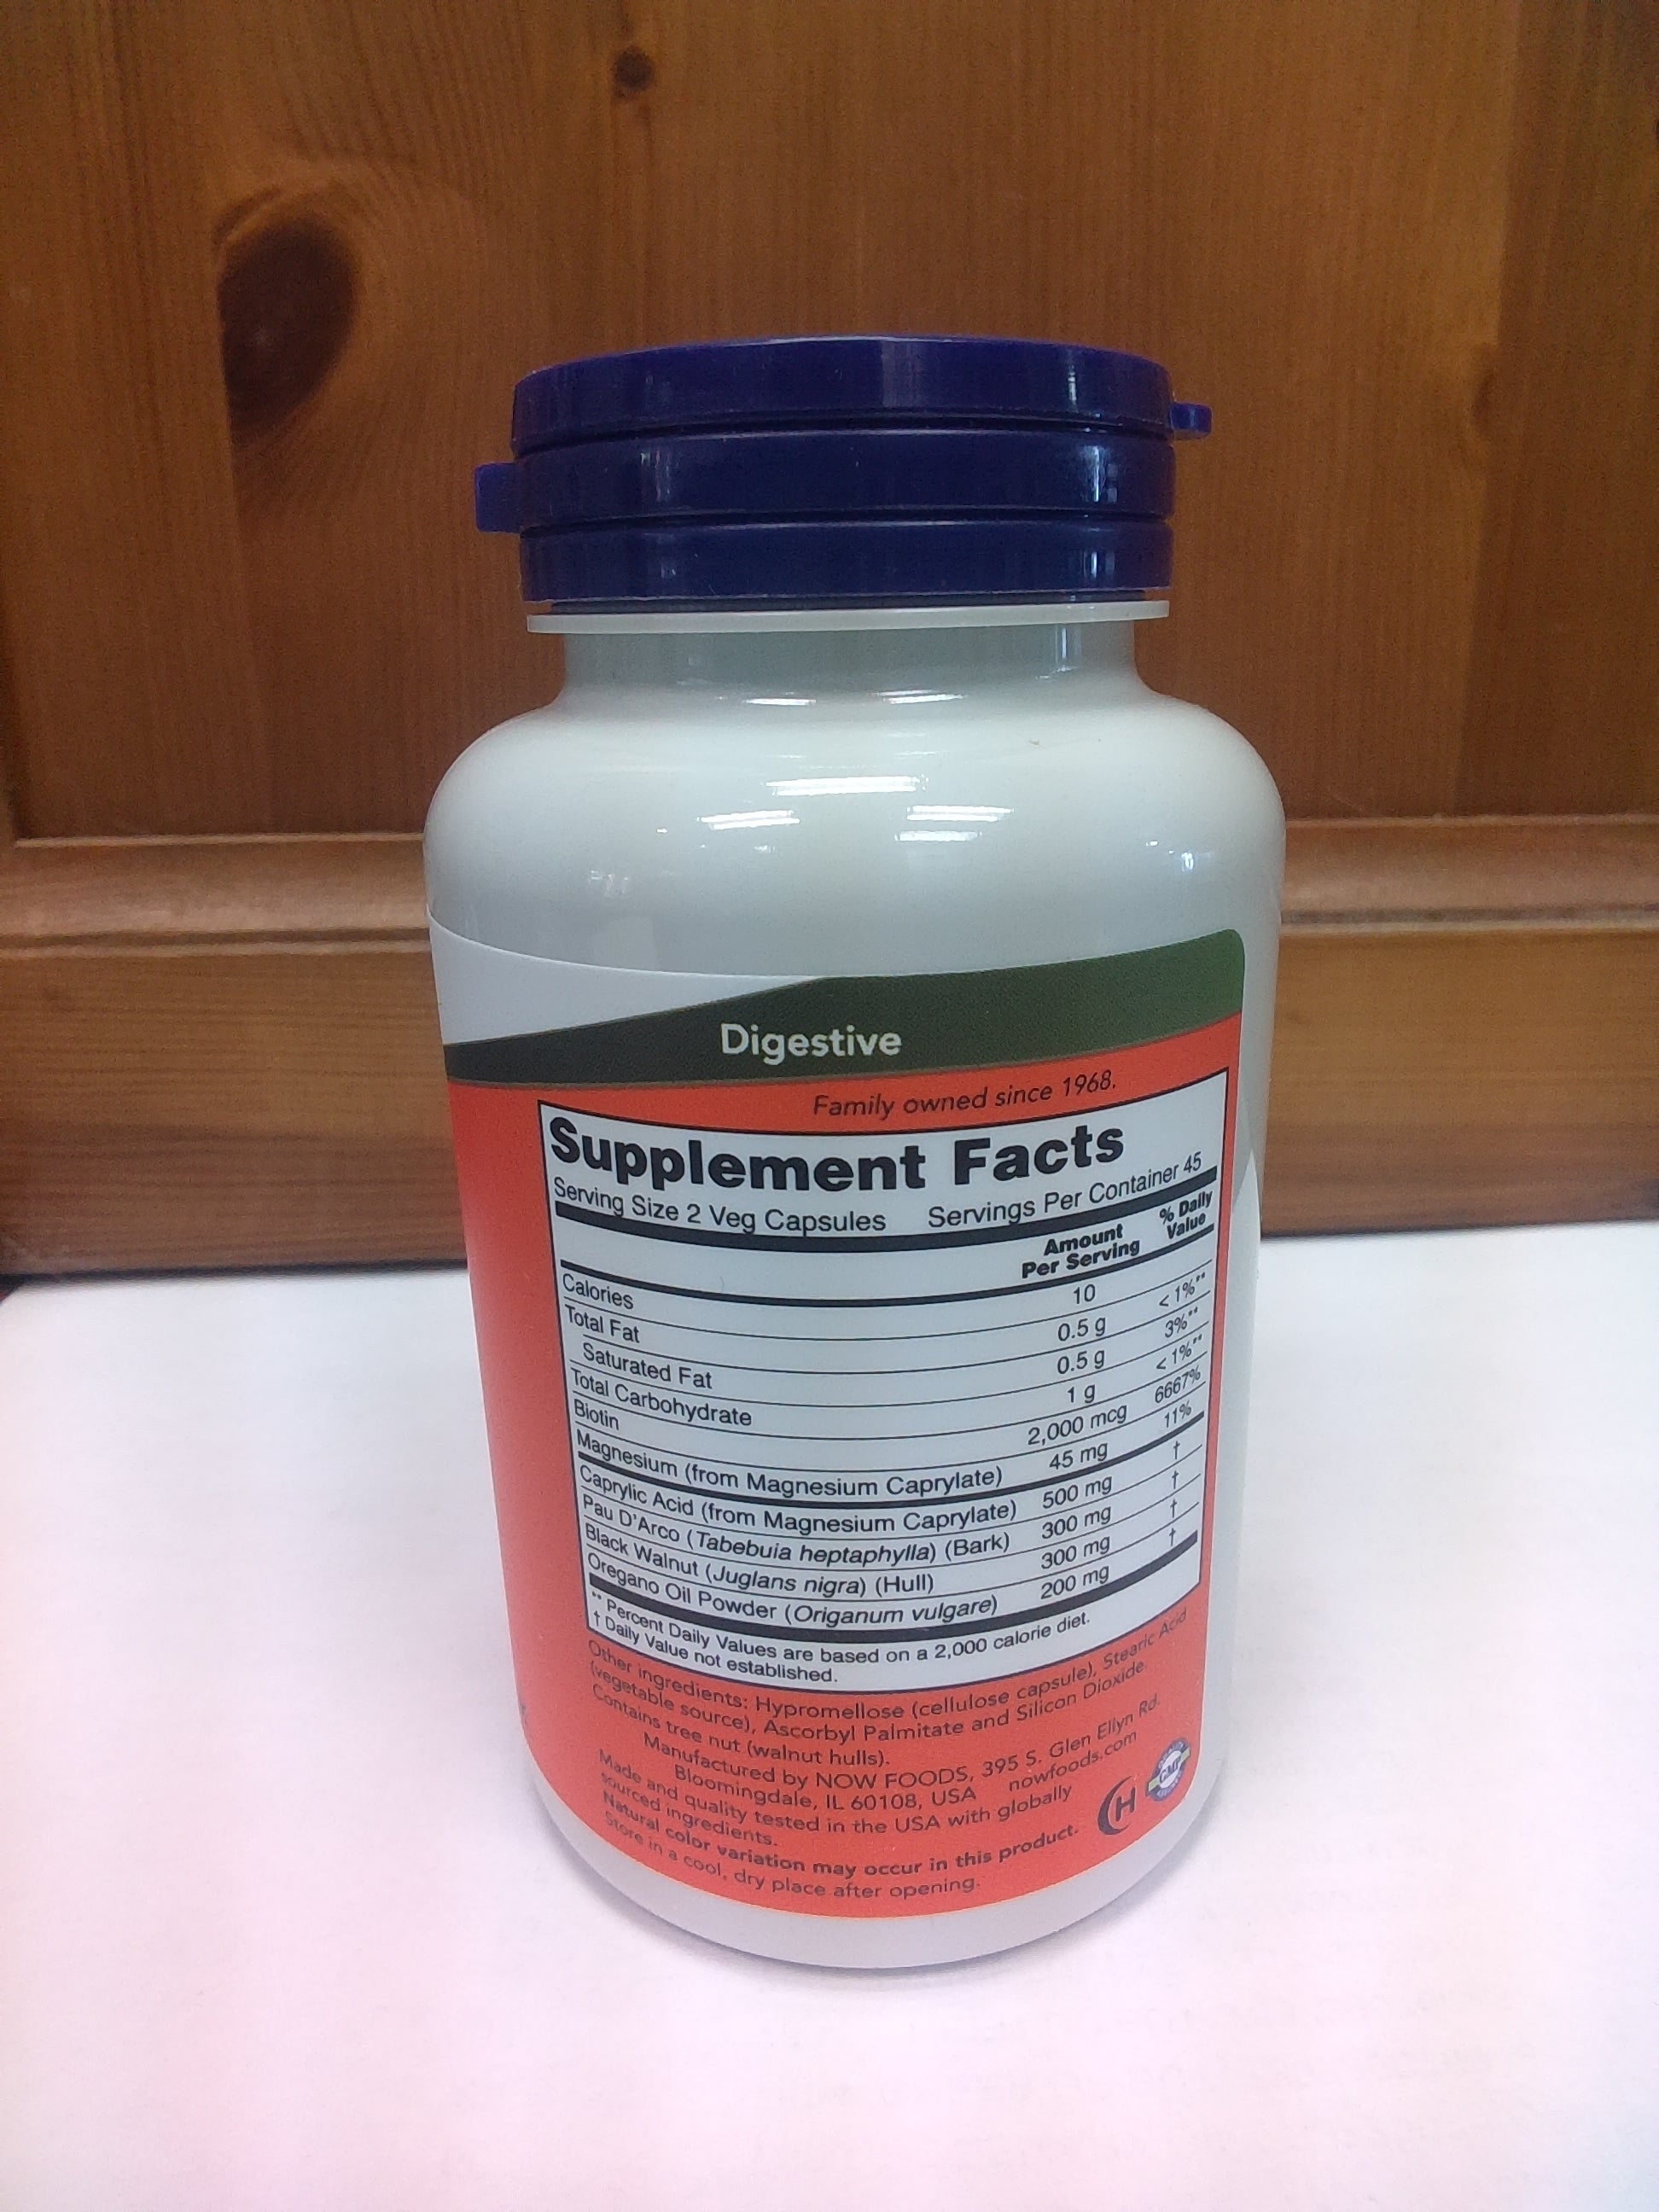 Digestive
Family owned since 1968.
Supplement Facts
Serving Size 2 Veg Capsules Servings Per Container 45
Amount Per Serving % Daily Value
Calories 10
Total Fat 0.5 g < 1%**
Saturated Fat 0.5 g 3%**
Total Carbohydrate 1 g < 1%**
Biotin 2,000 mcg 6667%
Magnesium (from Magnesium Caprylate) 45 mg 11%
Caprylic Acid (from Magnesium Caprylate) 500 mg †
Pau D'Arco (Tabebuia heptaphylla) (Bark) 300 mg †
Black Walnut (Juglans nigra) (Hull) 300 mg †
Oregano Oil Powder (Origanum vulgare) 200 mg †
** Percent Daily Values are based on a 2,000 calorie diet.
† Daily Value not established.
Other ingredients: Hypromellose (cellulose capsule), Stearic Acid
(vegetable source), Ascorbyl Palmitate and Silicon Dioxide.
Contains tree nut (walnut hulls).
Manufactured by NOW FOODS, 395 S. Glen Ellyn Rd.
Bloomingdale, IL 60108, USA nowfoods.com
Made and quality tested in the USA with globally
sourced ingredients.
Natural color variation may occur in this product.
Store in a cool, dry place after opening.
H
GMP